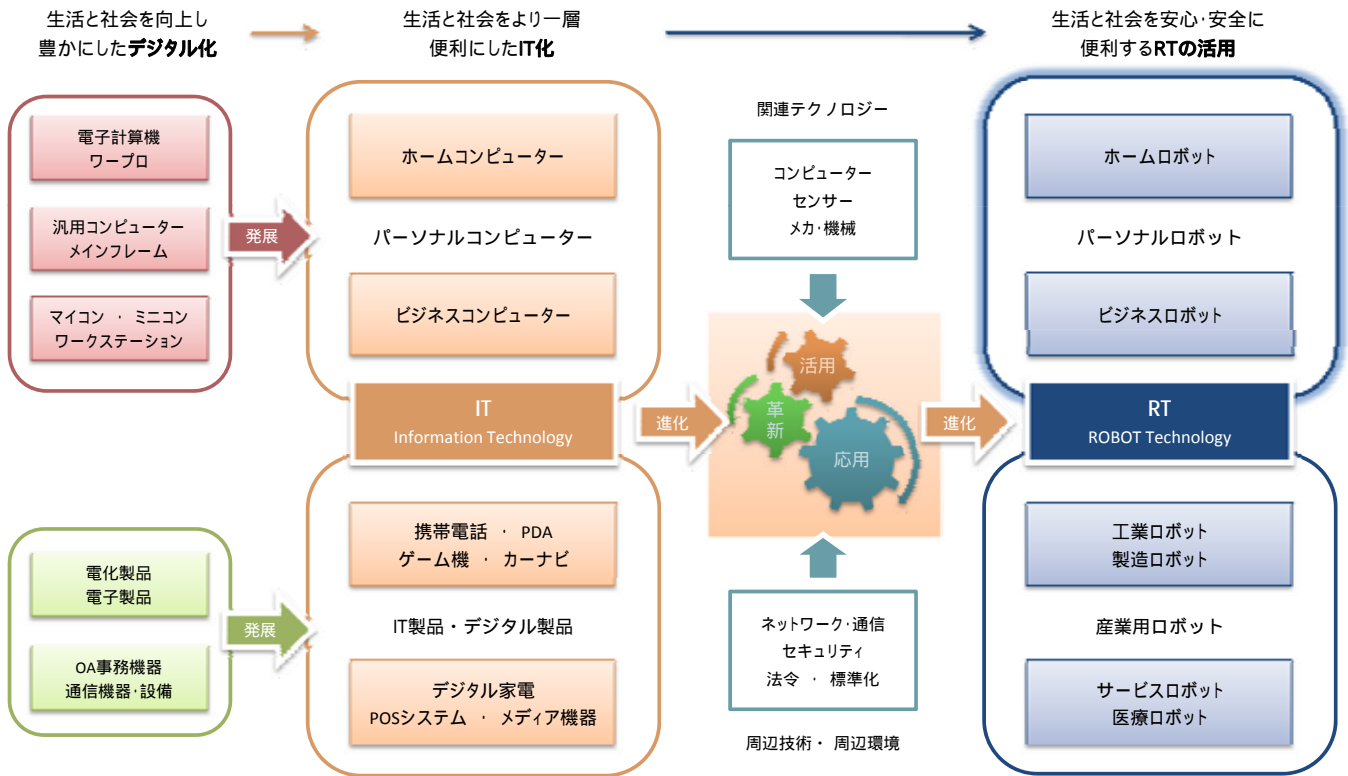 生活と社会を向上し
豊かにしたデジタル化
生活と社会をより一層
便利にしたIT化
生活と社会を安心・安全に
便利するRTの活用
電子計算機
ワープロ
汎用コンピューター
メインフレーム
マイコン ・ ミニコン
ワークステーション
発展
電化製品
電子製品
OA事務機器
通信機器・設備
発展
ホームコンピューター
パーソナルコンピューター
ビジネスコンピューター
IT
Information Technology
携帯電話 ・ PDA
ゲーム機 ・ カーナビ
IT製品・デジタル製品
デジタル家電
POSシステム ・ メディア機器
進化
関連テクノロジー
コンピューター
センサー
メカ・機械
活用
革新
応用
ネットワーク・通信
セキュリティ
法令 ・ 標準化
周辺技術・ 周辺環境
進化
ホームロボット
パーソナルロボット
ビジネスロボット
RT
ROBOT Technology
工業ロボット
製造ロボット
産業用ロボット
サービスロボット
医療ロボット